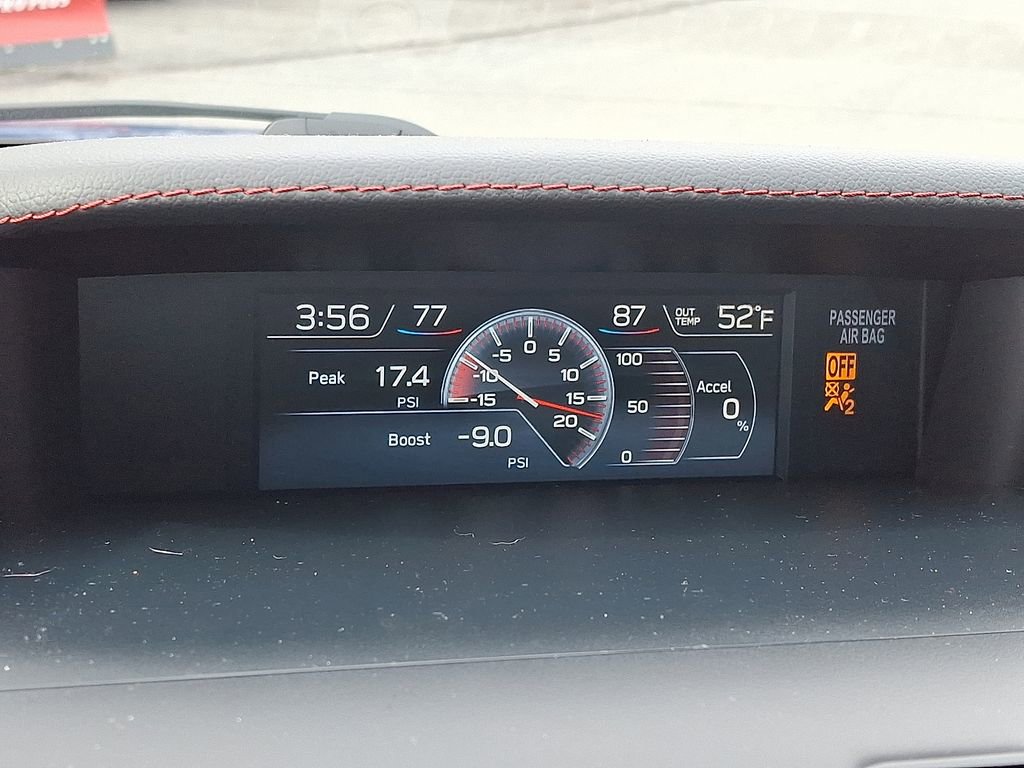 3:56
77
87
OUT
TEMP
52°F
Peak
17.4
PSI
Boost
-9.0
PSI
-15
-10
-5
0
5
10
15
20
100
50
0
Accel
0
%
PASSENGER
AIR BAG
OFF
2